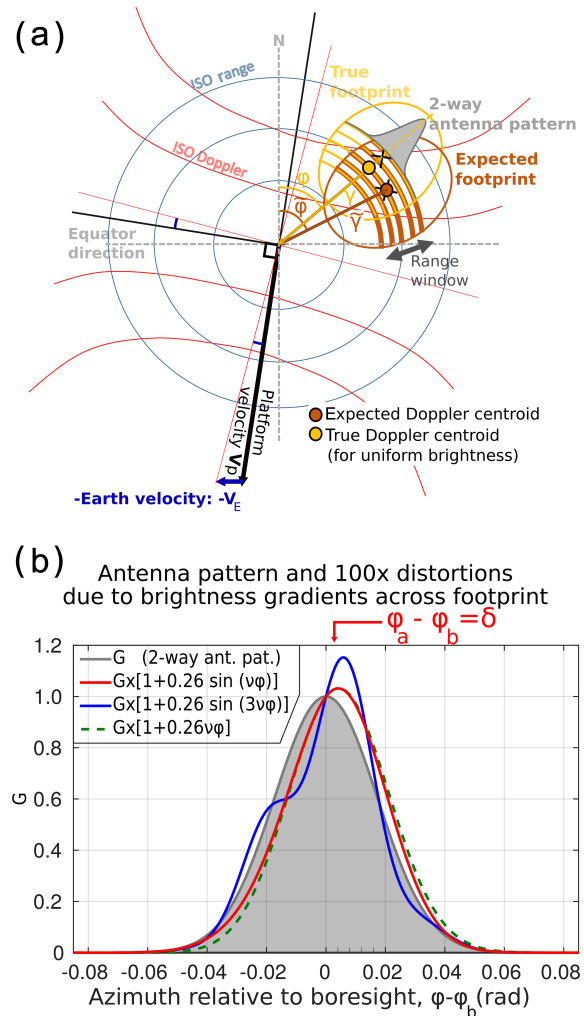 (a)
N
ISO range
True
footprint
2-way
antenna pattern
ISO Doppler
Expected
footprint
φ
φ̃
γ
γ̃
Equator
direction
Range
window
Platform
velocity Vp
Expected Doppler centroid
True Doppler centroid
(for uniform brightness)
-Earth velocity: -VE
(b)
Antenna pattern and 100x distortions
due to brightness gradients across footprint
φa - φb=δ
G (2-way ant. pat.)
Gx[1+0.26 sin (νφ)]
Gx[1+0.26 sin (3νφ)]
Gx[1+0.26νφ]
1.2
1.0
0.8
0.6
0.4
0.2
0
G
-0.08 -0.06 -0.04 -0.02 0 0.02 0.04 0.06 0.08
Azimuth relative to boresight, φ-φb(rad)